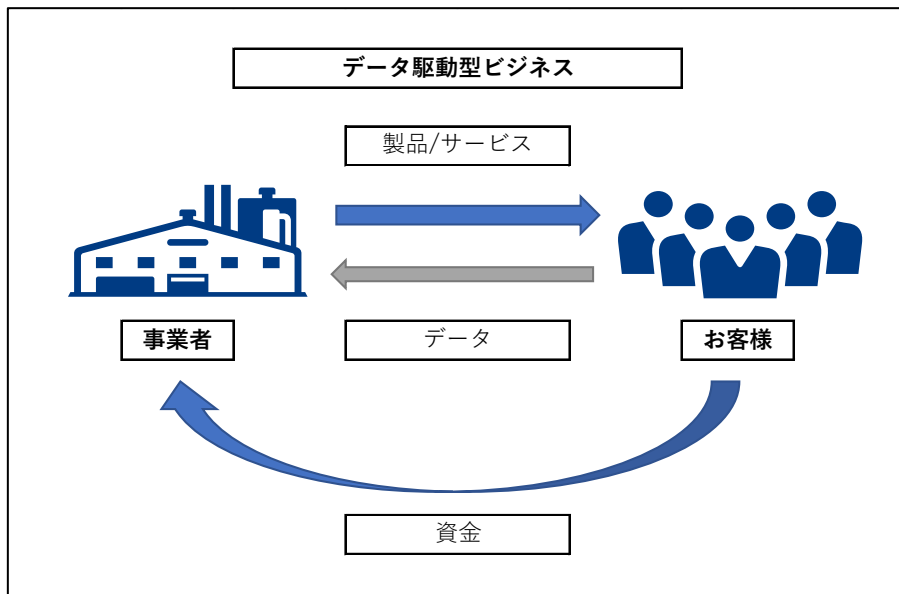 データ駆動型ビジネス
製品/サービス
事業者
データ
お客様
資金